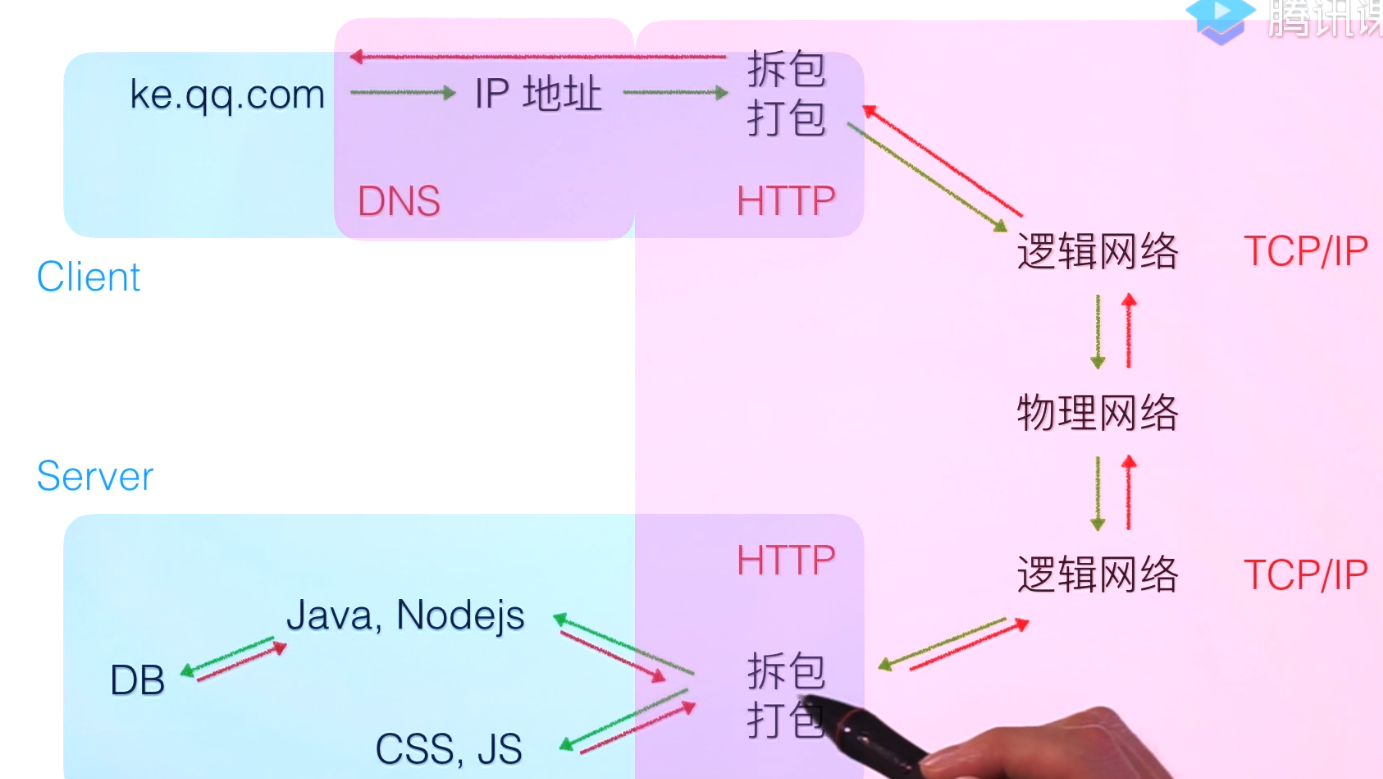 腾讯课
ke.qq.com
IP 地址
拆包
打包
DNS
HTTP
Client
逻辑网络
TCP/IP
物理网络
Server
HTTP
逻辑网络
TCP/IP
Java, Nodejs
DB
拆包
打包
CSS, JS